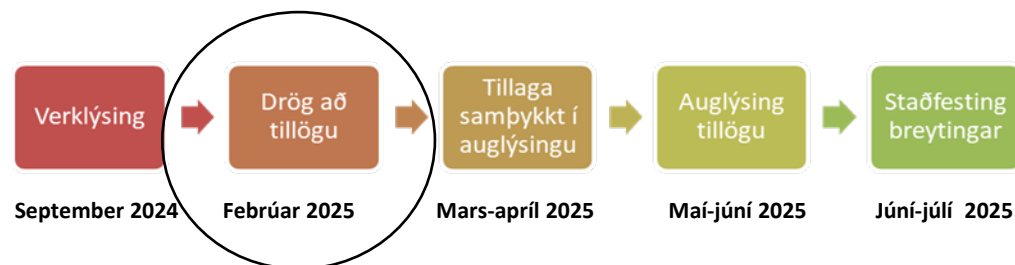 Verklýsing
Drög að
tillögu
Tillaga
samþykkt í
auglýsingu
Auglýsing
tillögu
Staðfesting
breytingar
September 2024
Febrúar 2025
Mars-apríl 2025
Maí-júní 2025
Júní-júlí 2025